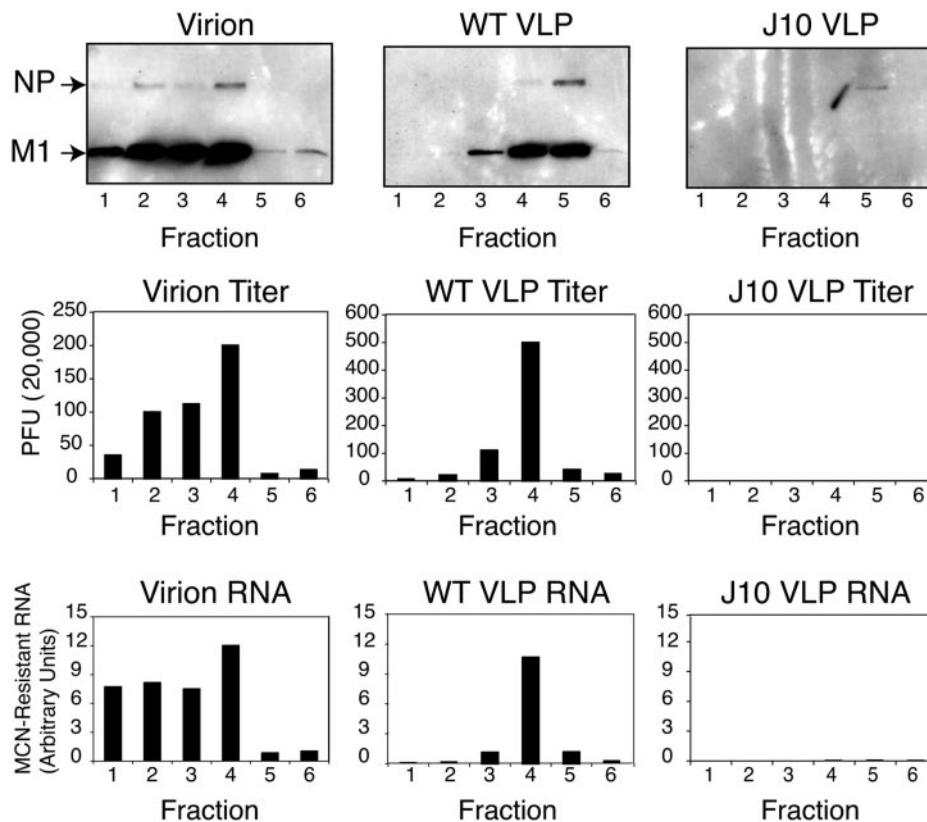 Virion WT VLP J10 VLP
NP
M1
1 2 3 4 5 6 1 2 3 4 5 6 1 2 3 4 5 6
Fraction Fraction Fraction
Virion Titer WT VLP Titer J10 VLP Titer
PFU (20,000)
250 200 150 100 50 0
600 500 400 300 200 100 0
600 500 400 300 200 100 0
1 2 3 4 5 6 1 2 3 4 5 6 1 2 3 4 5 6
Fraction Fraction Fraction
Virion RNA WT VLP RNA J10 VLP RNA
MCN-Resistant RNA
(Arbitrary Units)
15 12 9 6 3 0
15 12 9 6 3 0
15 12 9 6 3 0
1 2 3 4 5 6 1 2 3 4 5 6 1 2 3 4 5 6
Fraction Fraction Fraction